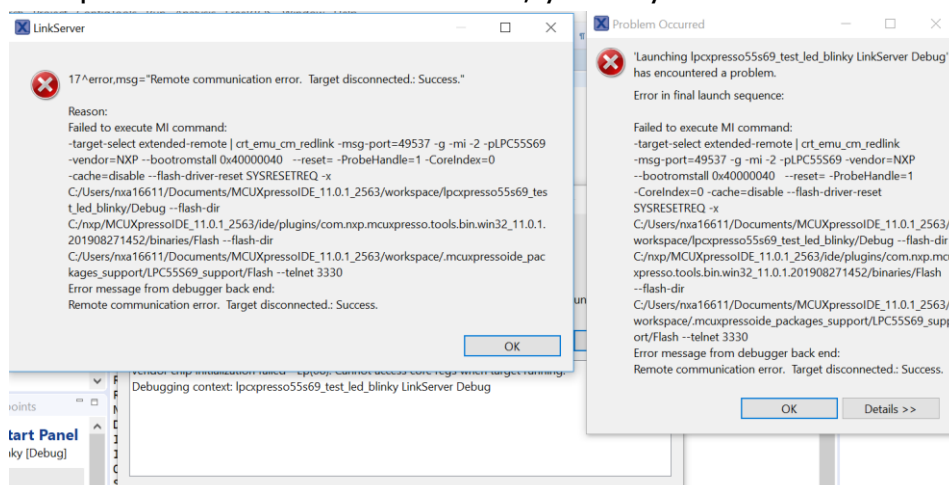 LinkServer
17^error,msg="Remote communication error. Target disconnected.: Success."
Reason:
Failed to execute MI command:
-target-select extended-remote | crt_emu_cm_redlink -msg-port=49537 -g -mi -2 -pLPC55S69
-vendor=NXP --bootromstall 0x40000040 --reset= -ProbeHandle=1 -CoreIndex=0
-cache=disable --flash-driver-reset SYSRESETREQ -x
C:/Users/nxa16611/Documents/MCUXpressoIDE_11.0.1_2563/workspace/lpcxpresso55s69_tes
t_led_blinky/Debug --flash-dir
C:/nxp/MCUXpressoIDE_11.0.1_2563/ide/plugins/com.nxp.mcuxpresso.tools.bin.win32_11.0.1.
201908271452/binaries/Flash --flash-dir
C:/Users/nxa16611/Documents/MCUXpressoIDE_11.0.1_2563/workspace/.mcuxpressoide_pac
kages_support/LPC55S69_support/Flash --telnet 3330
Error message from debugger back end:
Remote communication error. Target disconnected.: Success.
OK
Problem Occurred
'Launching lpcxpresso55s69_test_led_blinky LinkServer Debug'
has encountered a problem.
Error in final launch sequence:
Failed to execute MI command:
-target-select extended-remote | crt_emu_cm_redlink
-msg-port=49537 -g -mi -2 -pLPC55S69 -vendor=NXP
--bootromstall 0x40000040 --reset= -ProbeHandle=1
-CoreIndex=0 -cache=disable --flash-driver-reset
SYSRESETREQ -x
C:/Users/nxa16611/Documents/MCUXpressoIDE_11.0.1_2563/
workspace/lpcxpresso55s69_test_led_blinky/Debug --flash-dir
C:/nxp/MCUXpressoIDE_11.0.1_2563/ide/plugins/com.nxp.mcu
xpresso.tools.bin.win32_11.0.1.201908271452/binaries/Flash
--flash-dir
C:/Users/nxa16611/Documents/MCUXpressoIDE_11.0.1_2563/
workspace/.mcuxpressoide_packages_support/LPC55S69_supp
ort/Flash --telnet 3330
Error message from debugger back end:
Remote communication error. Target disconnected.: Success.
OK
Details >>
Cannot access core regs when target running.
Debugging context: lpcxpresso55s69_test_led_blinky LinkServer Debug
points
tart Panel
ky [Debug]